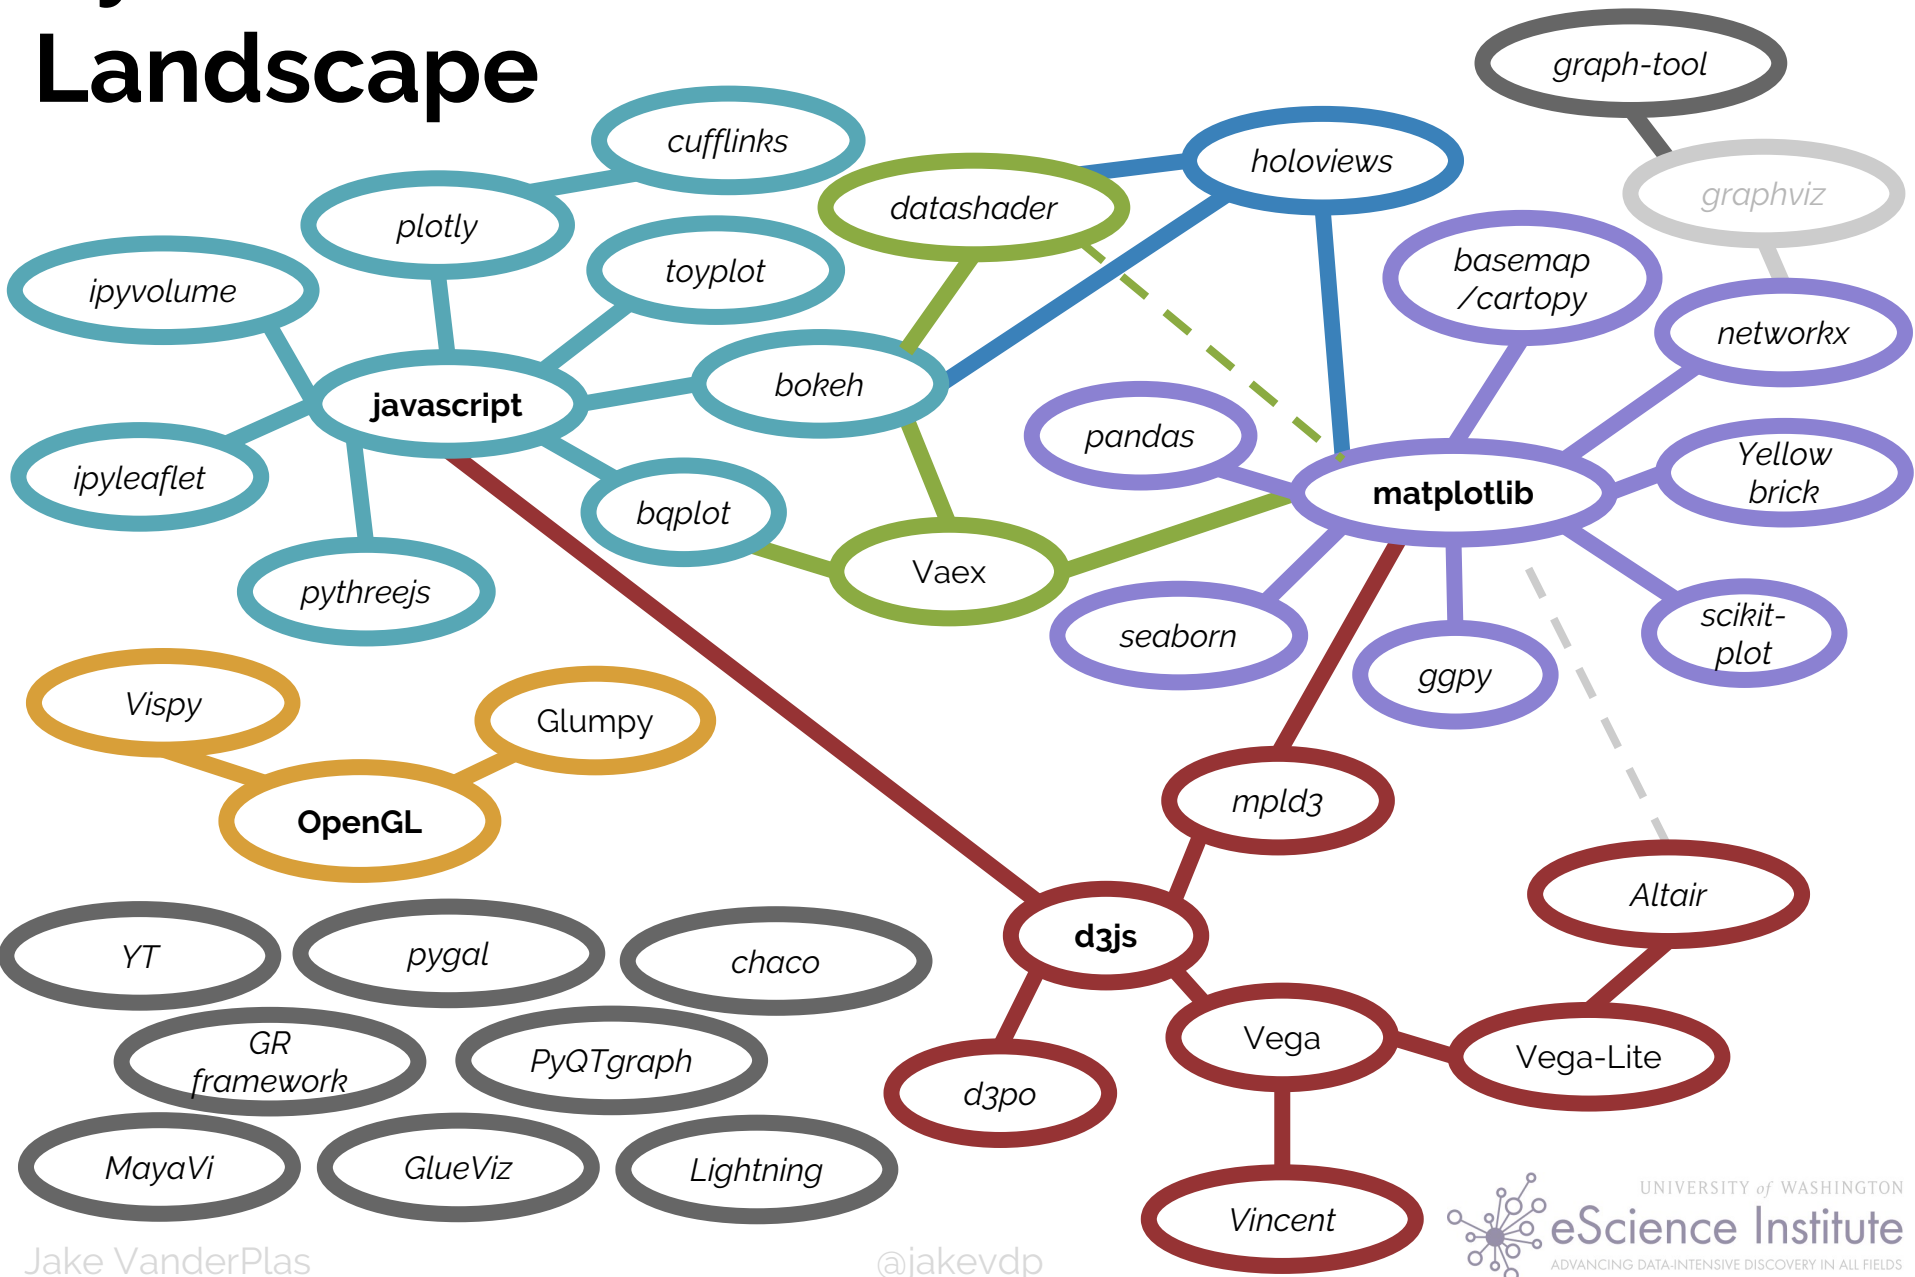 Landscape
graph-tool
cufflinks
holoviews
graphviz
datashader
plotly
toyplot
basemap
/cartopy
ipyvolume
networkx
bokeh
javascript
pandas
Yellow
brick
ipyleaflet
matplotlib
bqplot
Vaex
pythreejs
seaborn
scikit-
plot
ggpy
Vispy
Glumpy
OpenGL
mpld3
Altair
d3js
YT
pygal
chaco
GR
framework
PyQTgraph
Vega
Vega-Lite
d3po
MayaVi
GlueViz
Lightning
Vincent
UNIVERSITY of WASHINGTON
eScience Institute
ADVANCING DATA-INTENSIVE DISCOVERY IN ALL FIELDS
Jake VanderPlas
@jakevdp